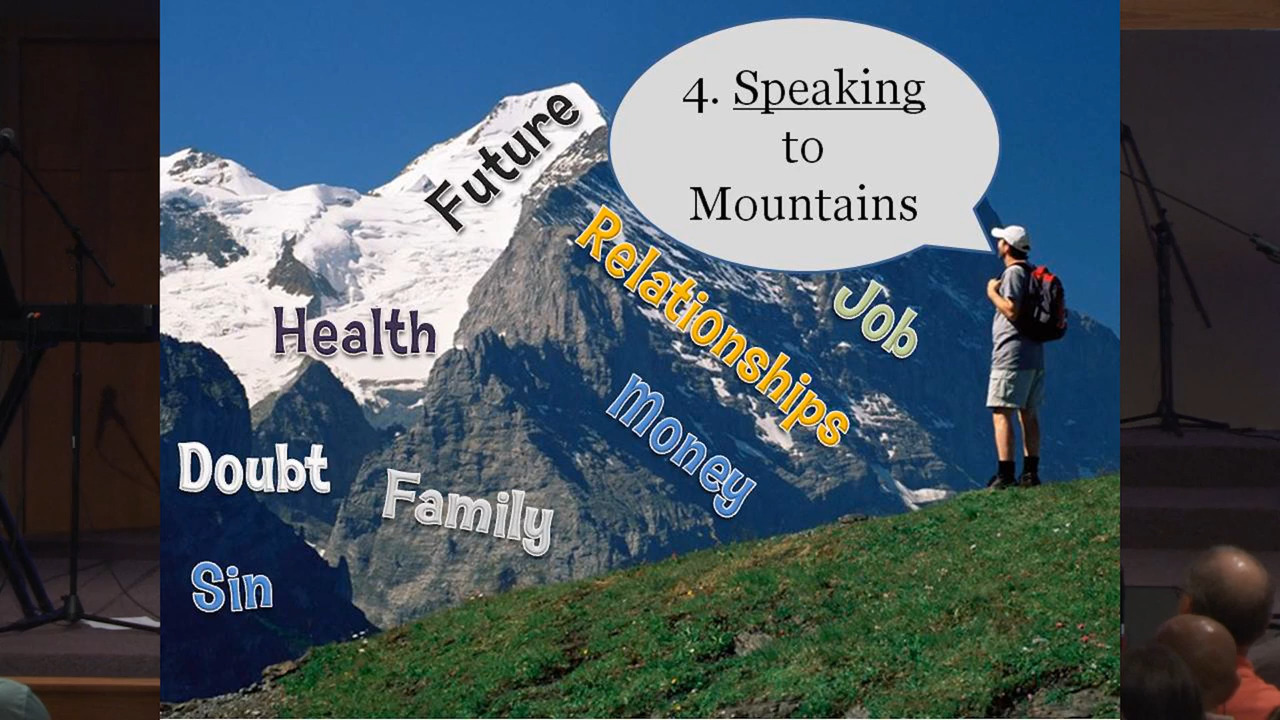 4. Speaking
to
Mountains
Future
Relationships
Job
Health
Money
Doubt
Family
Sin